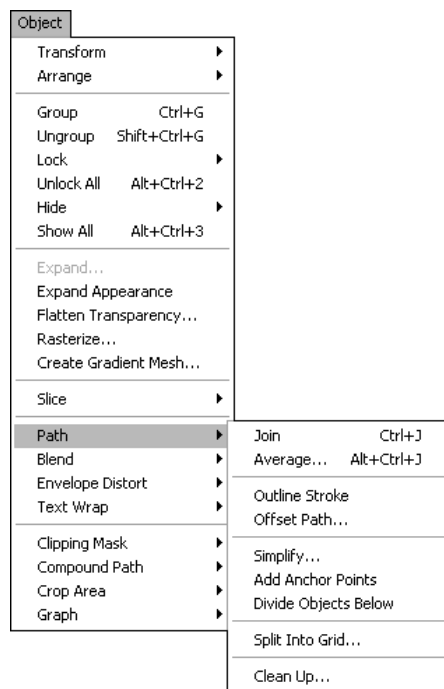 Object
Transform
Arrange
Group Ctrl+G
Ungroup Shift+Ctrl+G
Lock
Unlock All Alt+Ctrl+2
Hide
Show All Alt+Ctrl+3
Expand...
Expand Appearance
Flatten Transparency...
Rasterize...
Create Gradient Mesh...
Slice
Path
Blend
Envelope Distort
Text Wrap
Clipping Mask
Compound Path
Crop Area
Graph
Join Ctrl+J
Average... Alt+Ctrl+J
Outline Stroke
Offset Path...
Simplify...
Add Anchor Points
Divide Objects Below
Split Into Grid...
Clean Up...